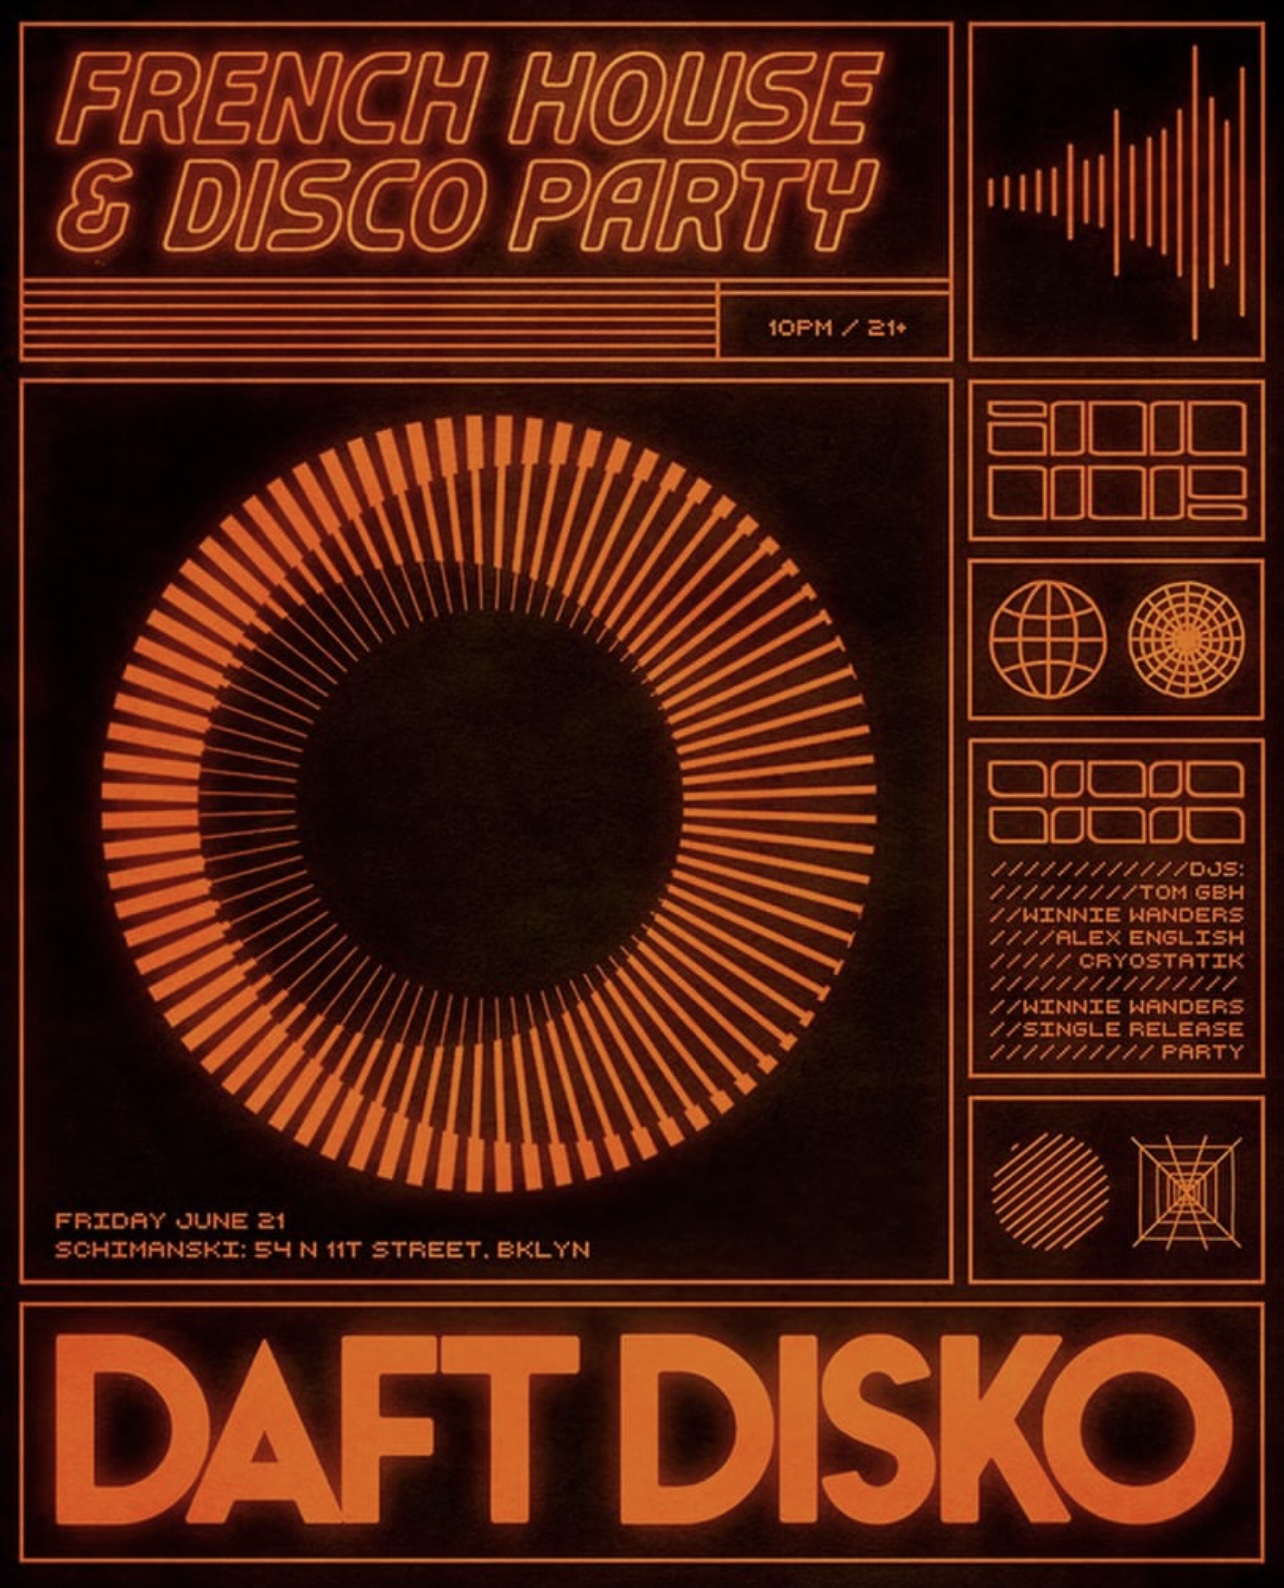 FRENCH HOUSE
& DISCO PARTY
10PM / 21+
///////////DJS:
/////////TOM GBH
//WINNIE WANDERS
////ALEX ENGLISH
///// CRYOSTATIK
///////////////
//WINNIE WANDERS
//SINGLE RELEASE
////////// PARTY
FRIDAY JUNE 21
SCHIMANSKI: 54 N 11T STREET, BKLYN
DAFT DISKO